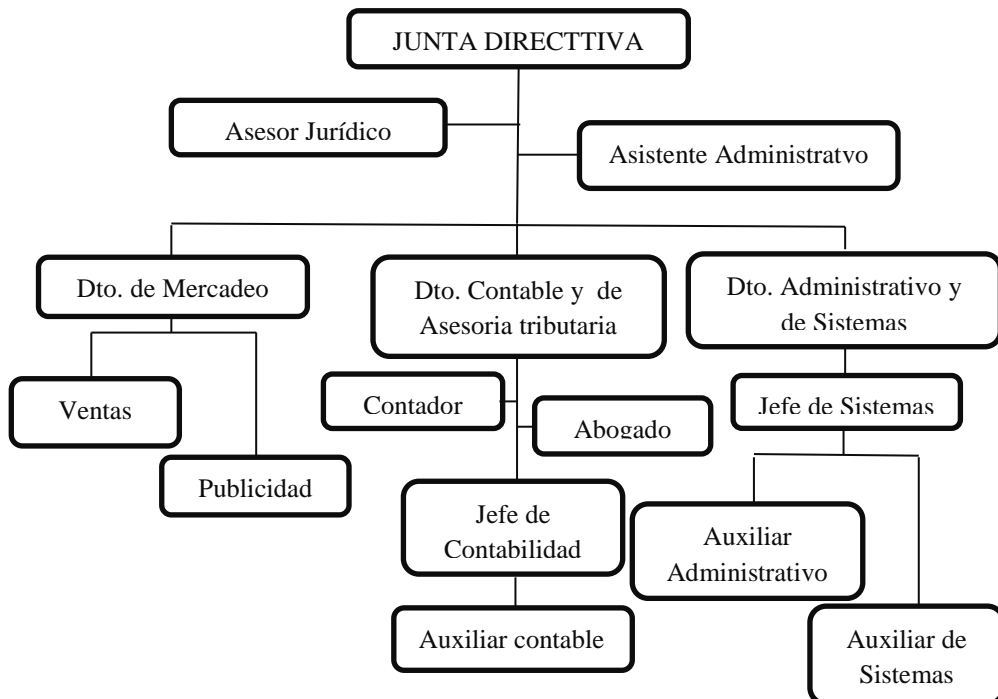 JUNTA DIRECTTIVA
Asesor Jurídico
Asistente Administratvo
Dto. de Mercadeo
Dto. Contable y de
Asesoria tributaria
Dto. Administrativo y
de Sistemas
Ventas
Contador
Jefe de Sistemas
Abogado
Publicidad
Jefe de
Contabilidad
Auxiliar
Administrativo
Auxiliar contable
Auxiliar de
Sistemas